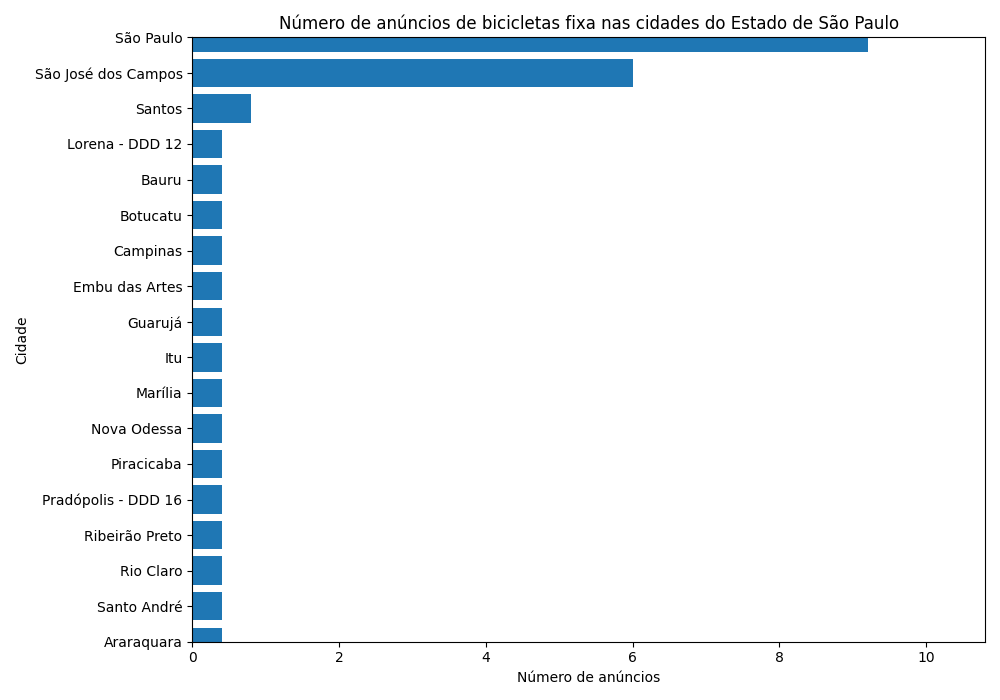 Número de anúncios de bicicletas fixa nas cidades do Estado de São Paulo
São Paulo
São José dos Campos
Santos
Lorena - DDD 12
Bauru
Botucatu
Campinas
Embu das Artes
Guarujá
Itu
Marília
Nova Odessa
Piracicaba
Pradópolis - DDD 16
Ribeirão Preto
Rio Claro
Santo André
Araraquara
Cidade
0 2 4 6 8 10
Número de anúncios